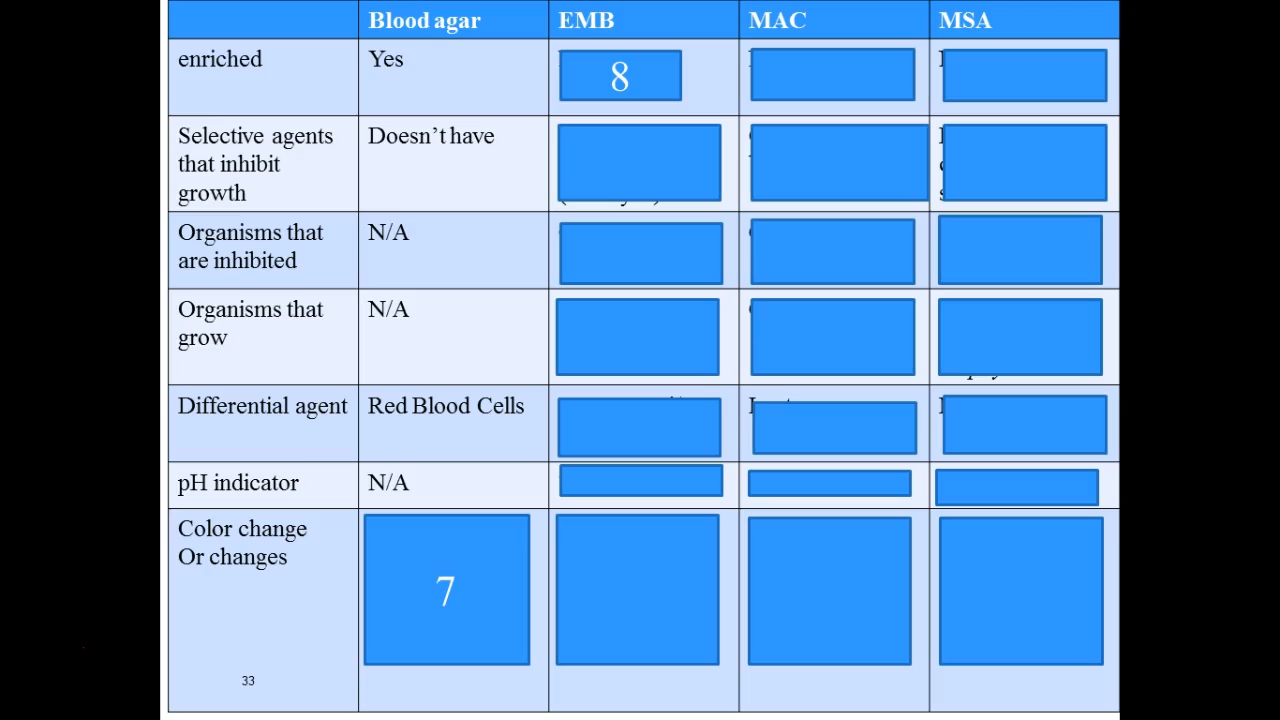 Blood agar EMB MAC MSA
enriched Yes 8
Selective agents Doesn’t have
that inhibit
growth
Organisms that N/A
are inhibited
Organisms that N/A
grow
Differential agent Red Blood Cells
pH indicator N/A
Color change
Or changes
7
33